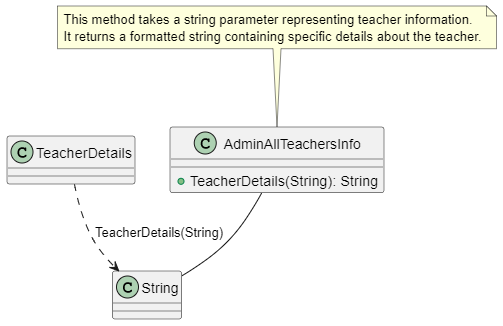 This method takes a string parameter representing teacher information.
It returns a formatted string containing specific details about the teacher.
C TeacherDetails
C AdminAllTeachersInfo
TeacherDetails(String): String
TeacherDetails(String)
C String